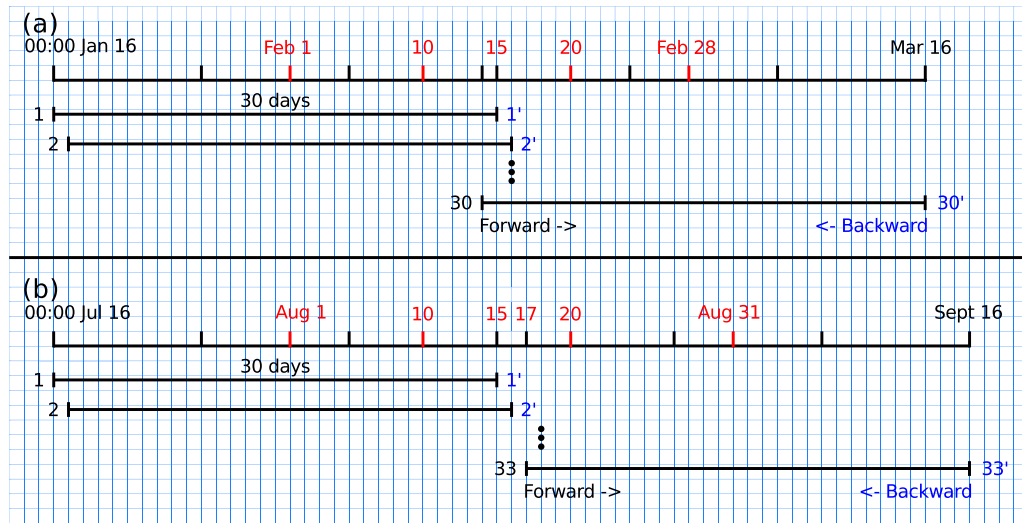 (a)
00:00 Jan 16 Feb 1 10 15 20 Feb 28 Mar 16
30 days
1 1'
2 2'
30 30'
Forward -> <- Backward
(b)
00:00 Jul 16 Aug 1 10 15 17 20 Aug 31 Sept 16
30 days
1 1'
2 2'
33 33'
Forward -> <- Backward